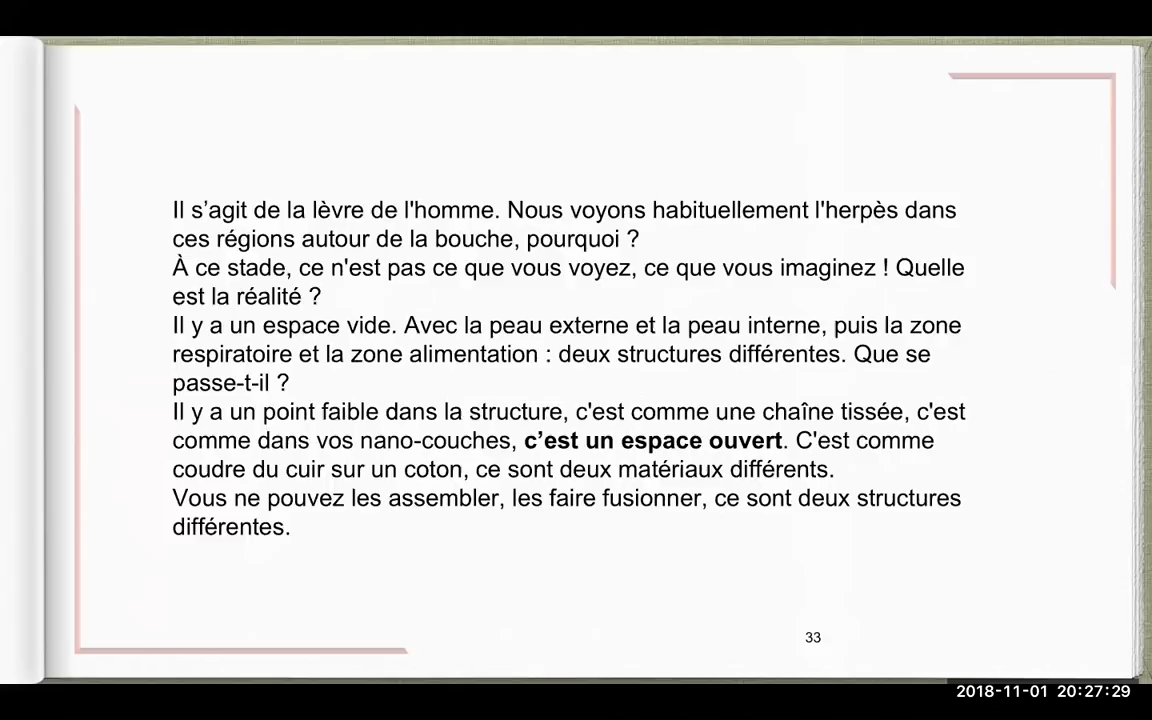 Il s’agit de la lèvre de l'homme. Nous voyons habituellement l'herpès dans
ces régions autour de la bouche, pourquoi ?
À ce stade, ce n'est pas ce que vous voyez, ce que vous imaginez ! Quelle
est la réalité ?
Il y a un espace vide. Avec la peau externe et la peau interne, puis la zone
respiratoire et la zone alimentation : deux structures différentes. Que se
passe-t-il ?
Il y a un point faible dans la structure, c'est comme une chaîne tissée, c'est
comme dans vos nano-couches, c’est un espace ouvert. C'est comme
coudre du cuir sur un coton, ce sont deux matériaux différents.
Vous ne pouvez les assembler, les faire fusionner, ce sont deux structures
différentes.
33
2018-11-01 20:27:29